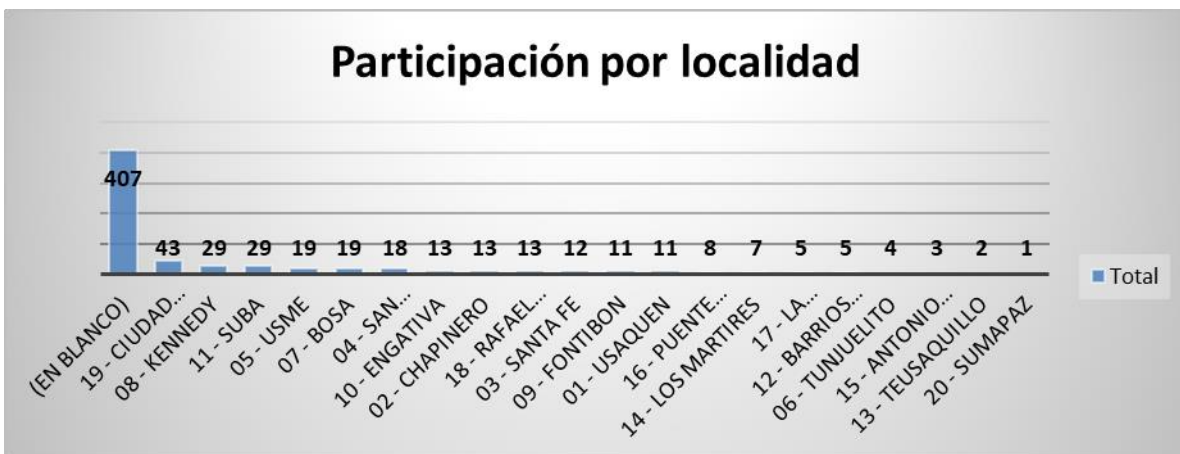 Participación por localidad
407
43
29
29
19
19
18
13
13
13
12
11
11
8
7
5
5
4
3
2
1
Total
(EN BLANCO)
19 - CIUDAD...
08 - KENNEDY
11 - SUBA
05 - USME
07 - BOSA
04 - SAN...
10 - ENGATIVA
02 - CHAPINERO
18 - RAFAEL...
03 - SANTA FE
09 - FONTIBON
01 - USAQUEN
16 - PUENTE...
14 - LOS MARTIRES
17 - LA...
12 - BARRIOS...
06 - TUNJUELITO
15 - ANTONIO...
13 - TEUSAQUILLO
20 - SUMAPAZ